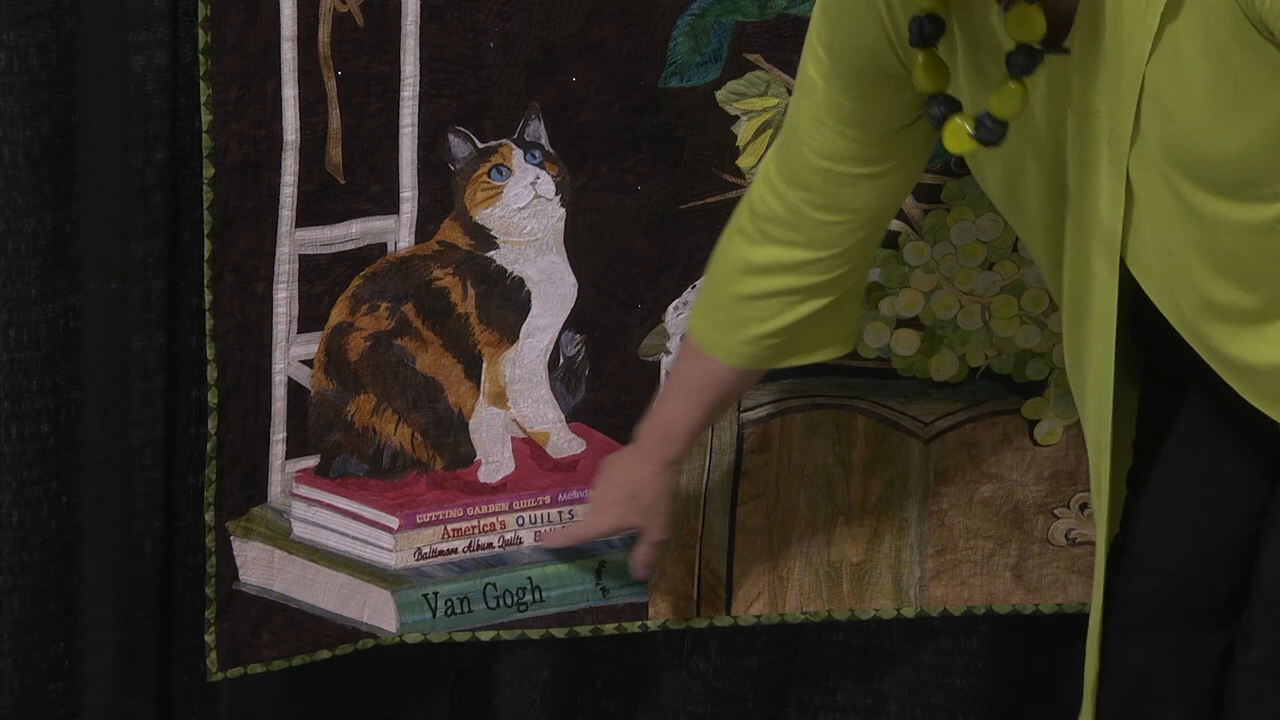 CUTTING GARDEN QUILTS Melinda
America's QUILTS
Baltimore Album Quilts
Van Gogh